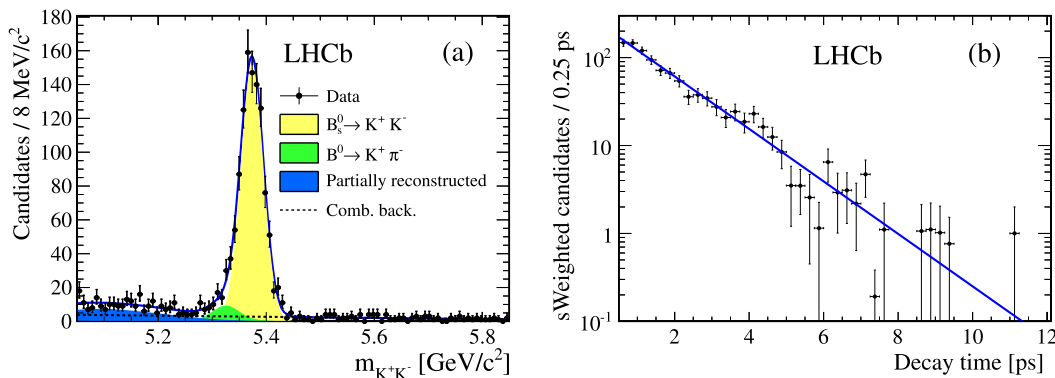 LHCb
(a)
Candidates / 8 MeV/c²
180
160
140
120
100
80
60
40
20
0
Data
B⁰ₛ → K⁺ K⁻
B⁰ → K⁺ π⁻
Partially reconstructed
Comb. back.
5.2
5.4
5.6
5.8
m_K⁺K⁻ [GeV/c²]
LHCb
(b)
sWeighted candidates / 0.25 ps
10²
10
1
10⁻¹
2
4
6
8
10
12
Decay time [ps]